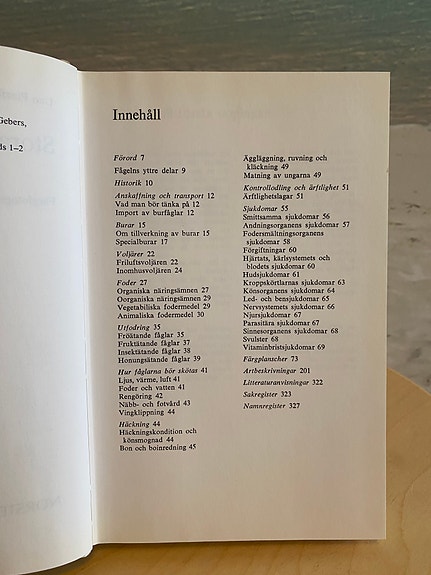 Gebers,
ds 1–2
Innehåll
Förord 7
Fågelns yttre delar 9
Historik 10
Anskaffning och transport 12
Vad man bör tänka på 12
Import av burfåglar 12
Burar 15
Om tillverkning av burar 15
Specialburar 17
Voljärer 22
Friluftsvoljären 22
Inomhusvoljären 24
Foder 27
Organiska näringsämnen 27
Oorganiska näringsämnen 29
Vegetabiliska fodermedel 29
Animaliska fodermedel 30
Utfodring 35
Fröätande fåglar 35
Fruktätande fåglar 37
Insektätande fåglar 38
Honungsätande fåglar 39
Hur fåglarna bör skötas 41
Ljus, värme, luft 41
Foder och vatten 41
Rengöring 42
Näbb- och fotvård 43
Vingklippning 44
Häckning 44
Häckningskondition och
könsmognad 44
Bon och boinredning 45
Äggläggning, ruvning och
kläckning 49
Matning av ungarna 49
Kontrollodling och ärftlighet 51
Ärftlighetslagar 51
Sjukdomar 55
Smittsamma sjukdomar 56
Andningsorganens sjukdomar 57
Fodersmältningsorganens
sjukdomar 58
Förgiftningar 60
Hjärtats, kärlsystemets och
blodets sjukdomar 60
Hudsjukdomar 61
Kroppskörtlarnas sjukdomar 63
Könsorganens sjukdomar 64
Led- och bensjukdomar 65
Nervsystemets sjukdomar 66
Njursjukdomar 67
Parasitära sjukdomar 67
Sinnesorganens sjukdomar 68
Svulster 68
Vitaminbristsjukdomar 69
Färgplanscher 73
Artbeskrivningar 201
Litteraturanvisningar 322
Sakregister 323
Namnregister 327